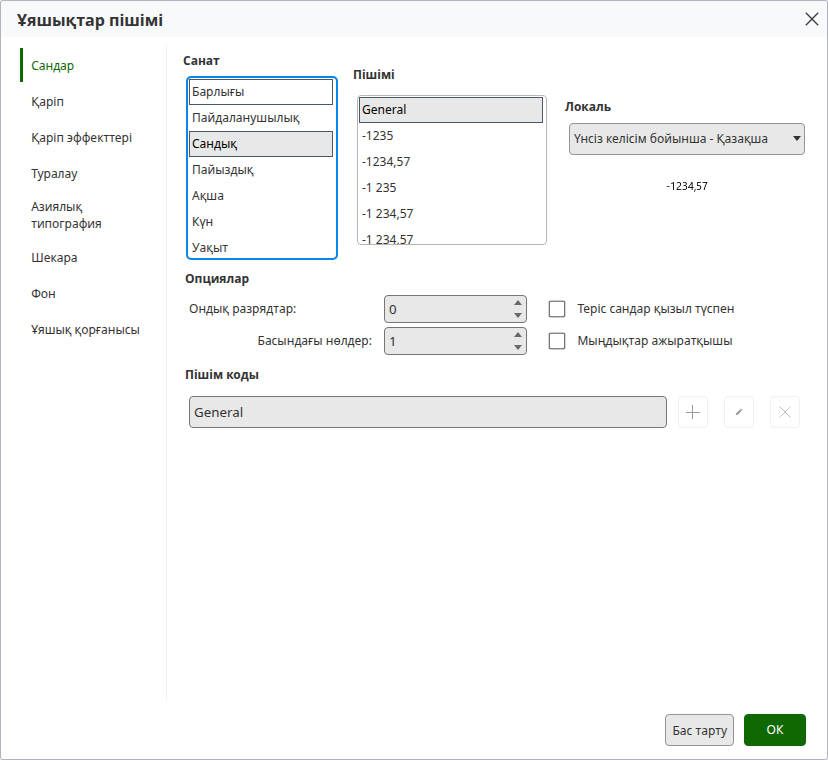 Ұяшықтар пішімі
Сандар
Қаріп
Қаріп эффекттері
Туралау
Азиялық
типография
Шекара
Фон
Ұяшық қорғанысы
Санат
Барлығы
Пайдаланушылық
Сандық
Пайыздық
Ақша
Күн
Уақыт
Пішімі
General
-1235
-1234,57
-1 235
-1 234,57
-1 234,57
Локаль
Үнсіз келісім бойынша - Қазақша
-1234,57
Опциялар
Ондық разрядтар:
0
Теріс сандар қызыл түспен
Басындағы нөлдер:
1
Мыңдықтар ажыратқышы
Пішім коды
General
Бас тарту
OK